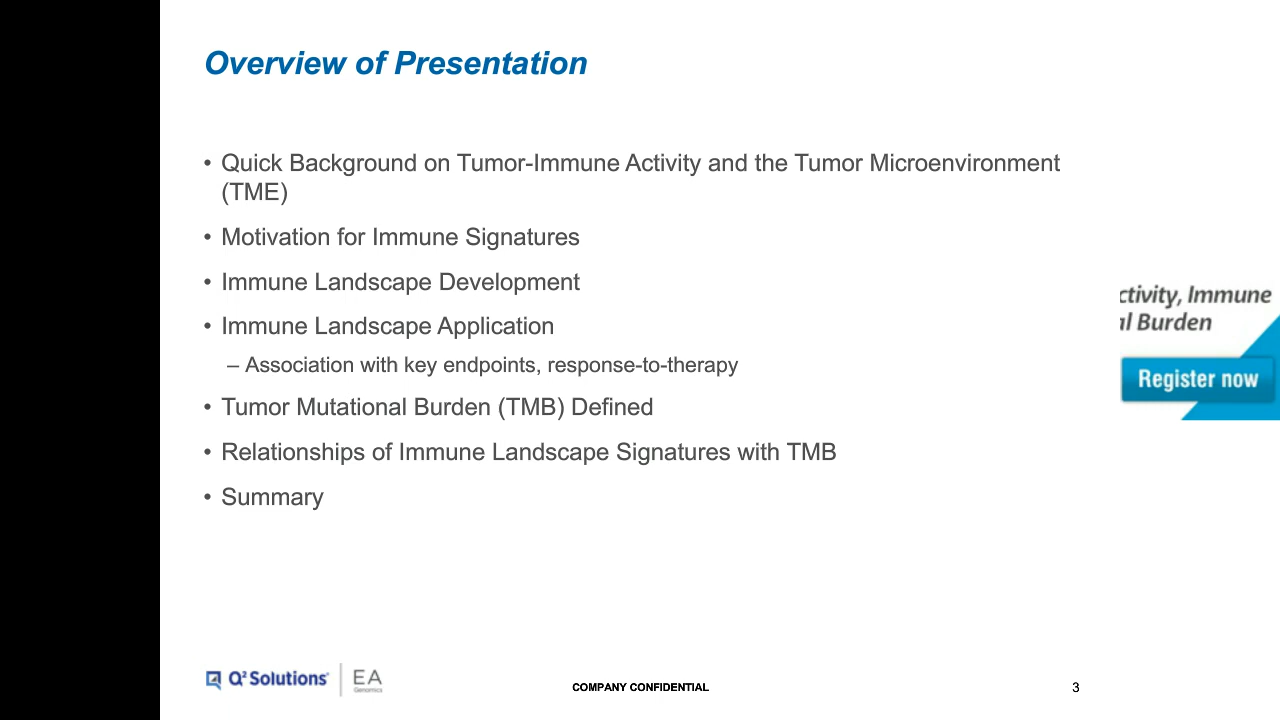 Overview of Presentation
• Quick Background on Tumor-Immune Activity and the Tumor Microenvironment
(TME)
• Motivation for Immune Signatures
• Immune Landscape Development
• Immune Landscape Application
– Association with key endpoints, response-to-therapy
• Tumor Mutational Burden (TMB) Defined
• Relationships of Immune Landscape Signatures with TMB
• Summary
ctivity, Immune
al Burden
Register now
Q² Solutions
EA
Genomics
COMPANY CONFIDENTIAL
3